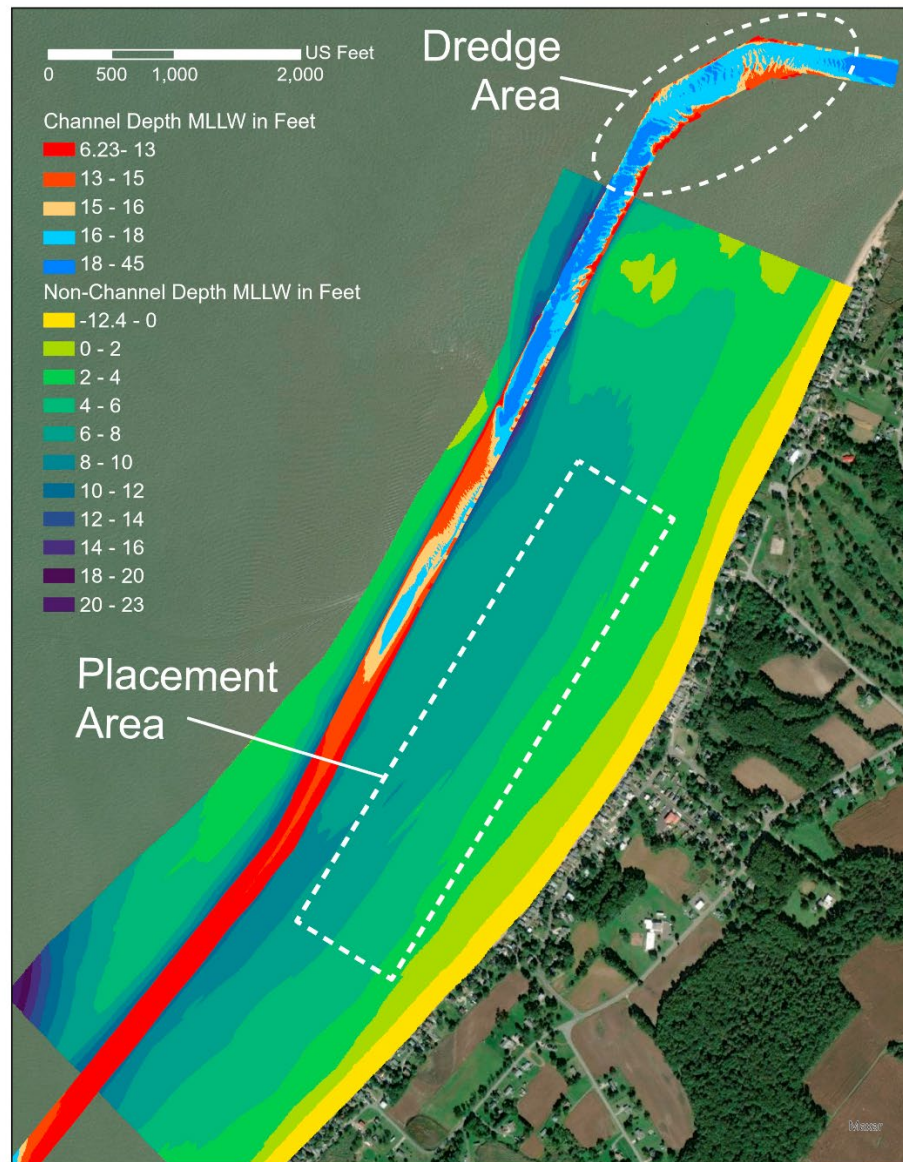 US Feet
0 500 1,000 2,000
Dredge
Area
Channel Depth MLLW in Feet
6.23- 13
13 - 15
15 - 16
16 - 18
18 - 45
Non-Channel Depth MLLW in Feet
-12.4 - 0
0 - 2
2 - 4
4 - 6
6 - 8
8 - 10
10 - 12
12 - 14
14 - 16
18 - 20
20 - 23
Placement
Area
Maxar